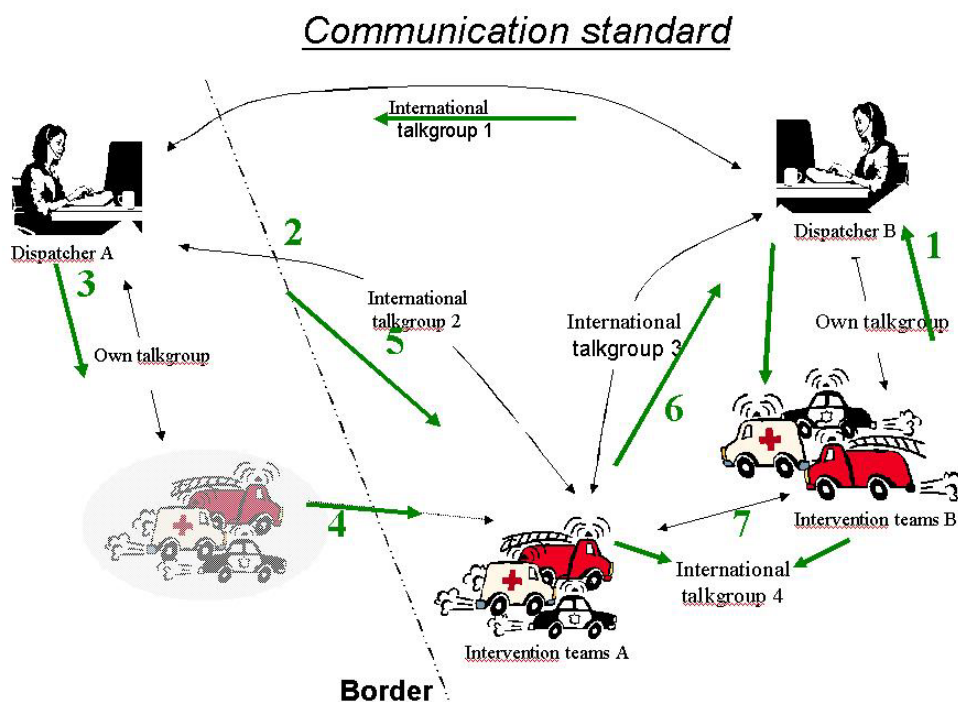 Communication standard
International
talkgroup 1
Dispatcher A
Dispatcher B
2
1
3
International
talkgroup 2
5
International
talkgroup 3
Own talkgroup
Own talkgroup
6
4
7
Intervention teams B
International
talkgroup 4
Intervention teams A
Border